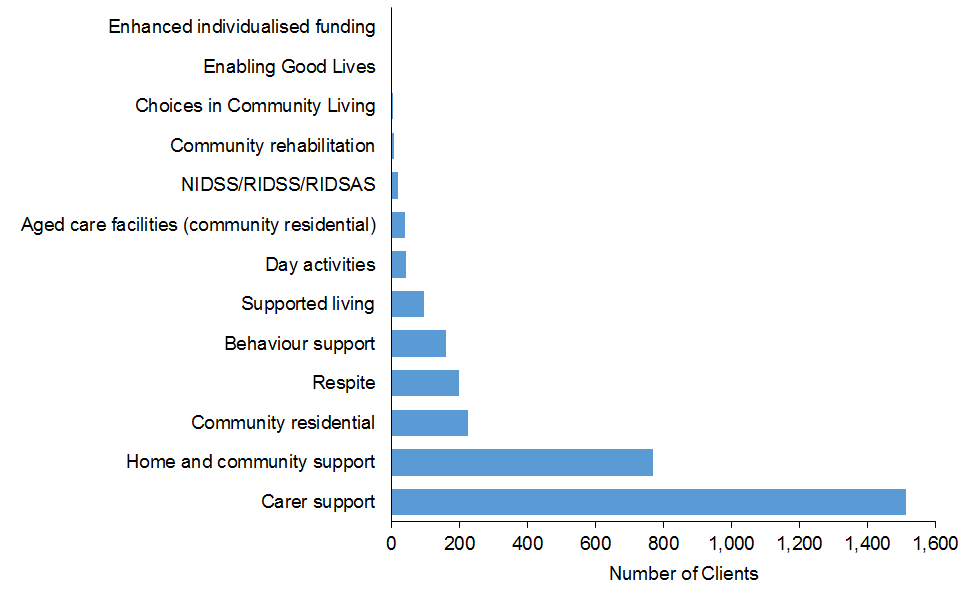 Enhanced individualised funding
Enabling Good Lives
Choices in Community Living
Community rehabilitation
NIDSS/RIDSS/RIDSAS
Aged care facilities (community residential)
Day activities
Supported living
Behaviour support
Respite
Community residential
Home and community support
Carer support
0 200 400 600 800 1,000 1,200 1,400 1,600
Number of Clients